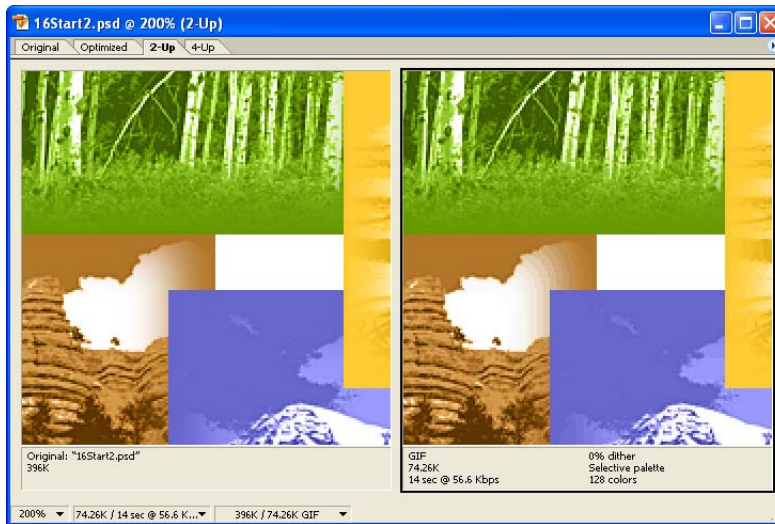 16Start2.psd @ 200% (2-Up)
Original Optimized 2-Up 4-Up
Original: "16Start2.psd"
396K
GIF
74.26K
14 sec @ 56.6 Kbps
0% dither
Selective palette
128 colors
200% 74.26K / 14 sec @ 56.6 K... 396K / 74.26K GIF